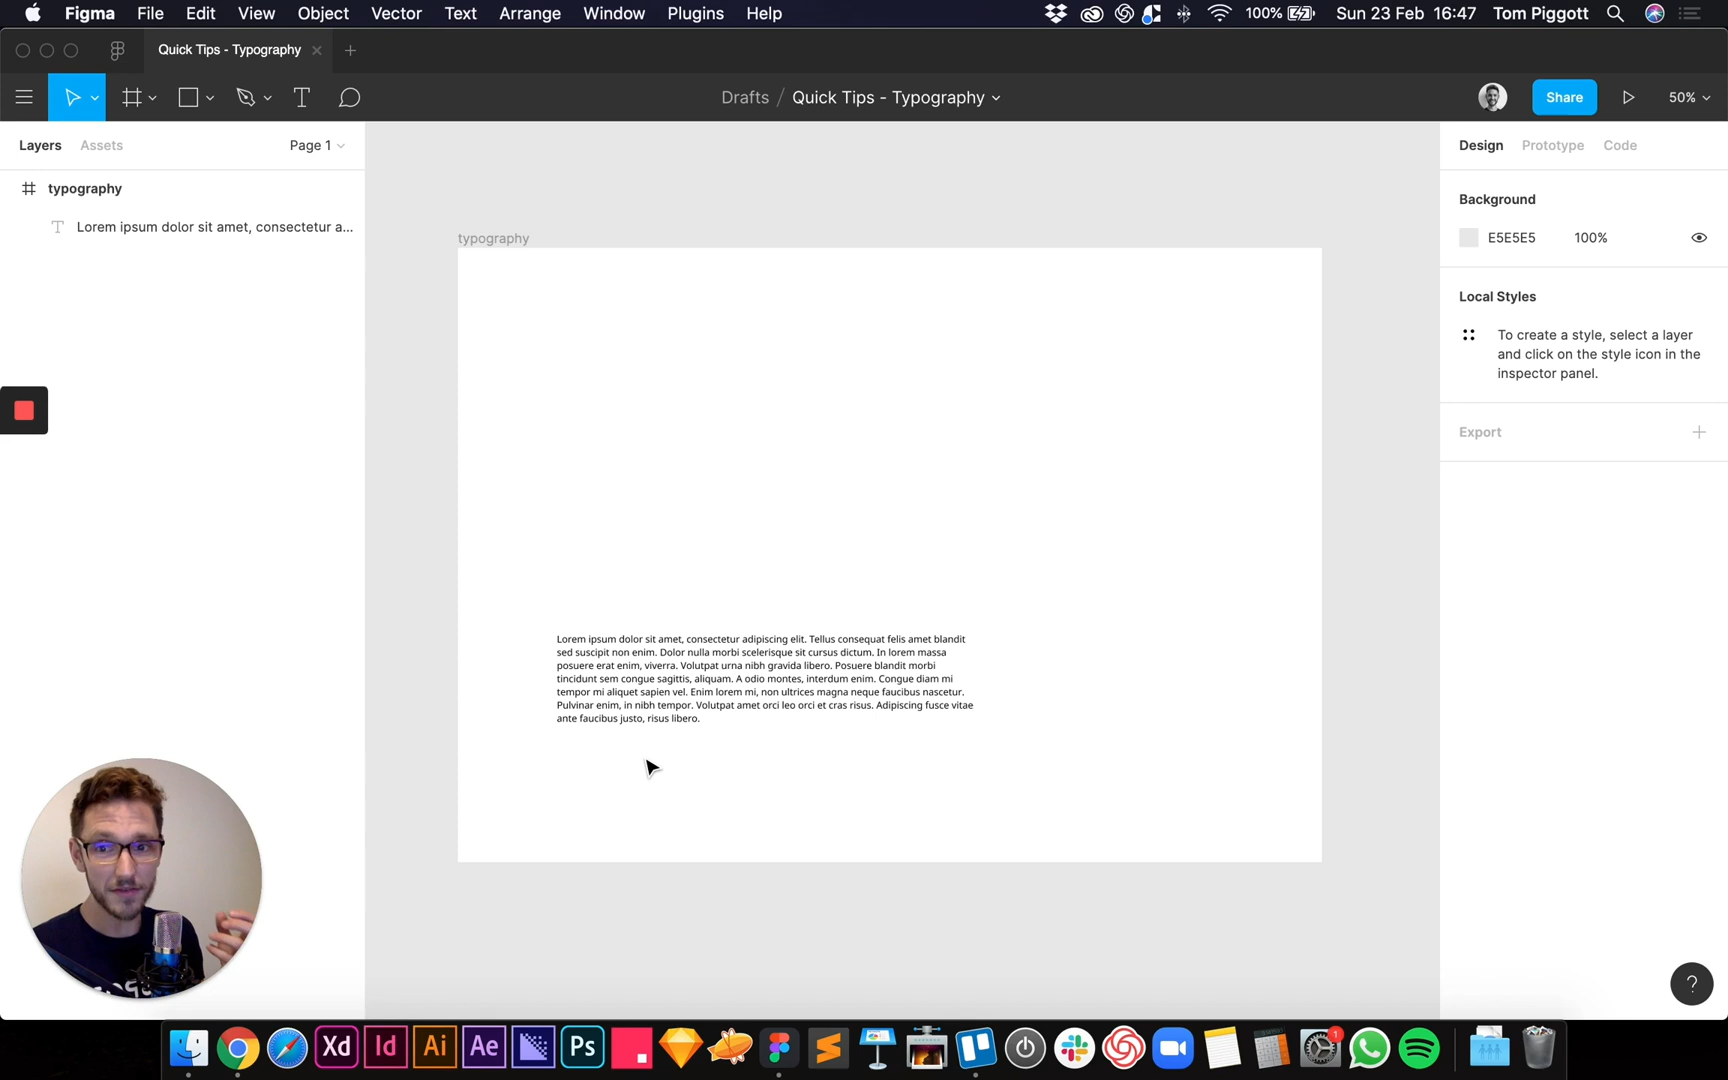 Figma File Edit View Object Vector Text Arrange Window Plugins Help 100% Sun 23 Feb 16:47 Tom Piggott
Quick Tips - Typography
Drafts / Quick Tips - Typography Share 50%
Layers Assets Page 1
Design Prototype Code
typography
Lorem ipsum dolor sit amet, consectetur a...
Background
E5E5E5 100%
Local Styles
To create a style, select a layer
and click on the style icon in the
inspector panel.
Export
typography
Lorem ipsum dolor sit amet, consectetur adipiscing elit. Tellus consequat felis amet blandit
sed suscipit non enim. Dolor nulla morbi scelerisque sit cursus dictum. In lorem massa
posuere erat enim, viverra. Volutpat urna nibh gravida libero. Posuere blandit morbi
tincidunt sem congue sagittis, aliquam. A odio montes, interdum enim. Congue diam mi
tempor mi aliquet sapien vel. Enim lorem mi, non ultrices magna neque faucibus nascetur.
Pulvinar enim, in nibh tempor. Volutpat amet orci leo orci et cras risus. Adipiscing fusce vitae
ante faucibus justo, risus libero.
?
Xd Id Ai Ae Ps 1